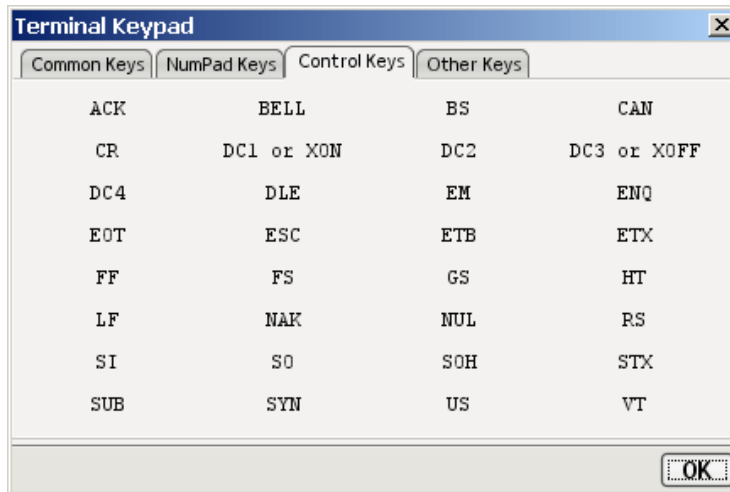 Terminal Keypad
Common Keys NumPad Keys Control Keys Other Keys
ACK BELL BS CAN
CR DC1 or XON DC2 DC3 or XOFF
DC4 DLE EM ENQ
EOT ESC ETB ETX
FF FS GS HT
LF NAK NUL RS
SI SO SOH STX
SUB SYN US VT
OK